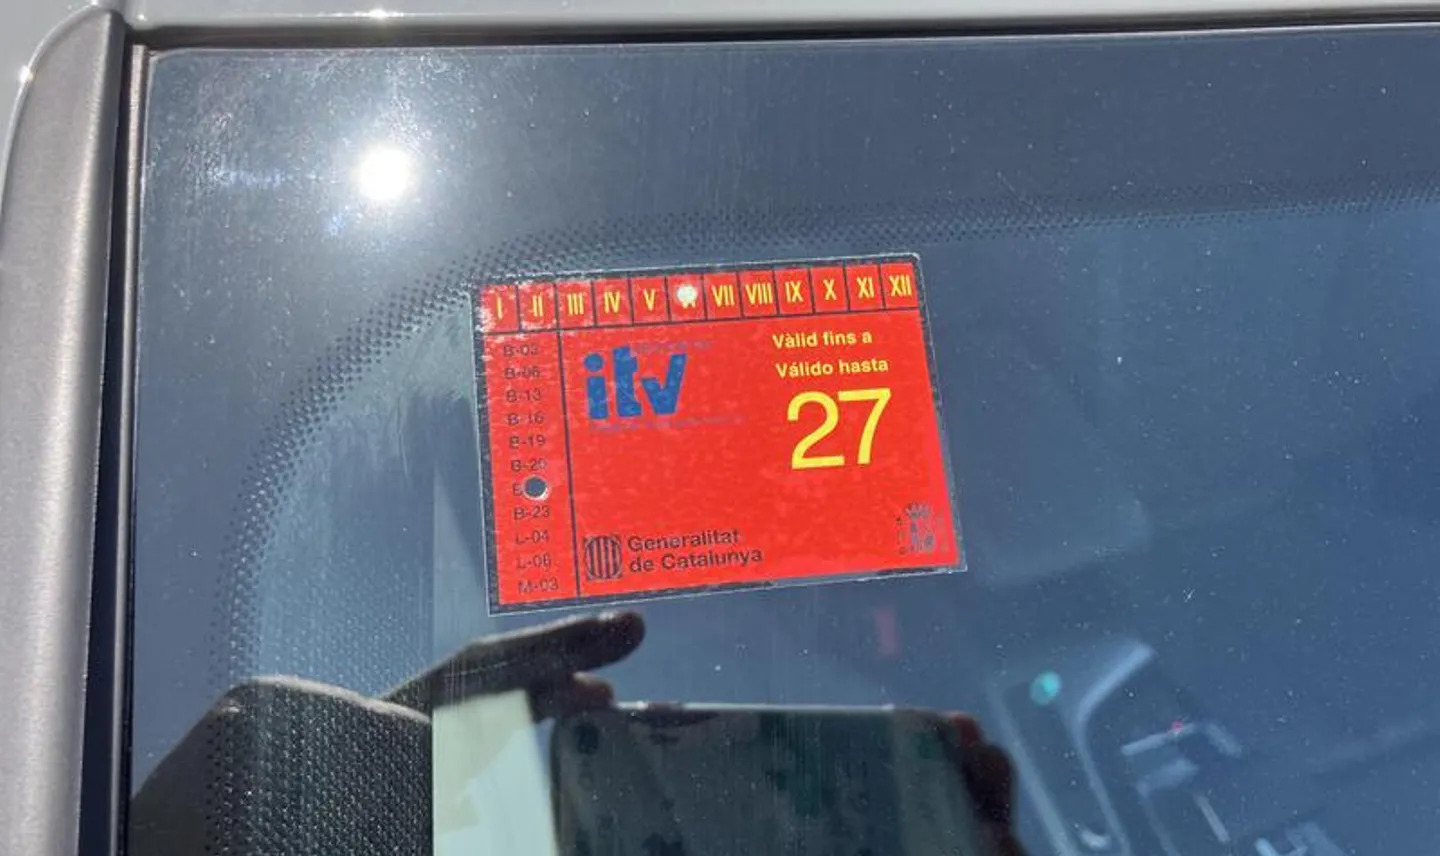 I II III IV V VII VIII IX X XI XII
Vàlid fins a
Válido hasta
27
itv
B-03
B-06
B-13
B-16
B-19
B-20
B-23
L-04
L-06
M-03
Generalitat
de Catalunya